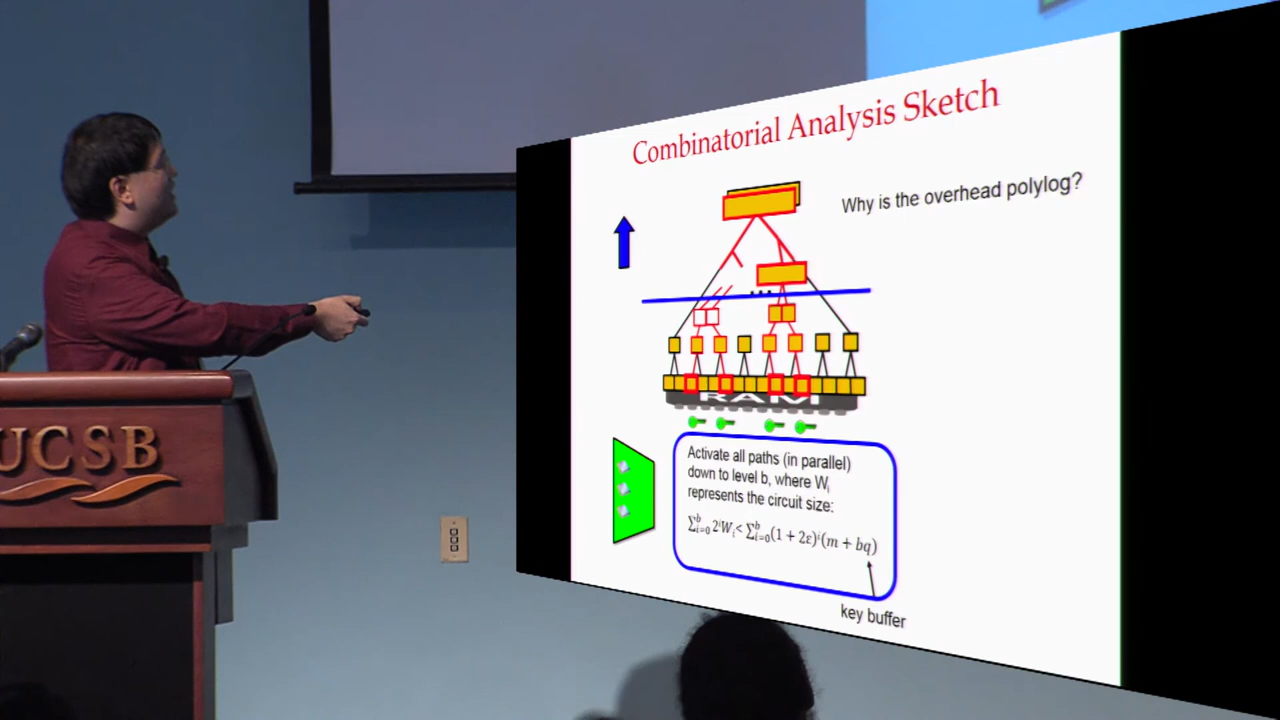 Combinatorial Analysis Sketch
Why is the overhead polylog?
...
RAM
Activate all paths (in parallel)
down to level b, where Wᵢ
represents the circuit size:
∑ᵇᵢ₌₀ 2ⁱWᵢ < ∑ᵇᵢ₌₀(1 + 2ε)ⁱ(m + bq)
key buffer
UCSB